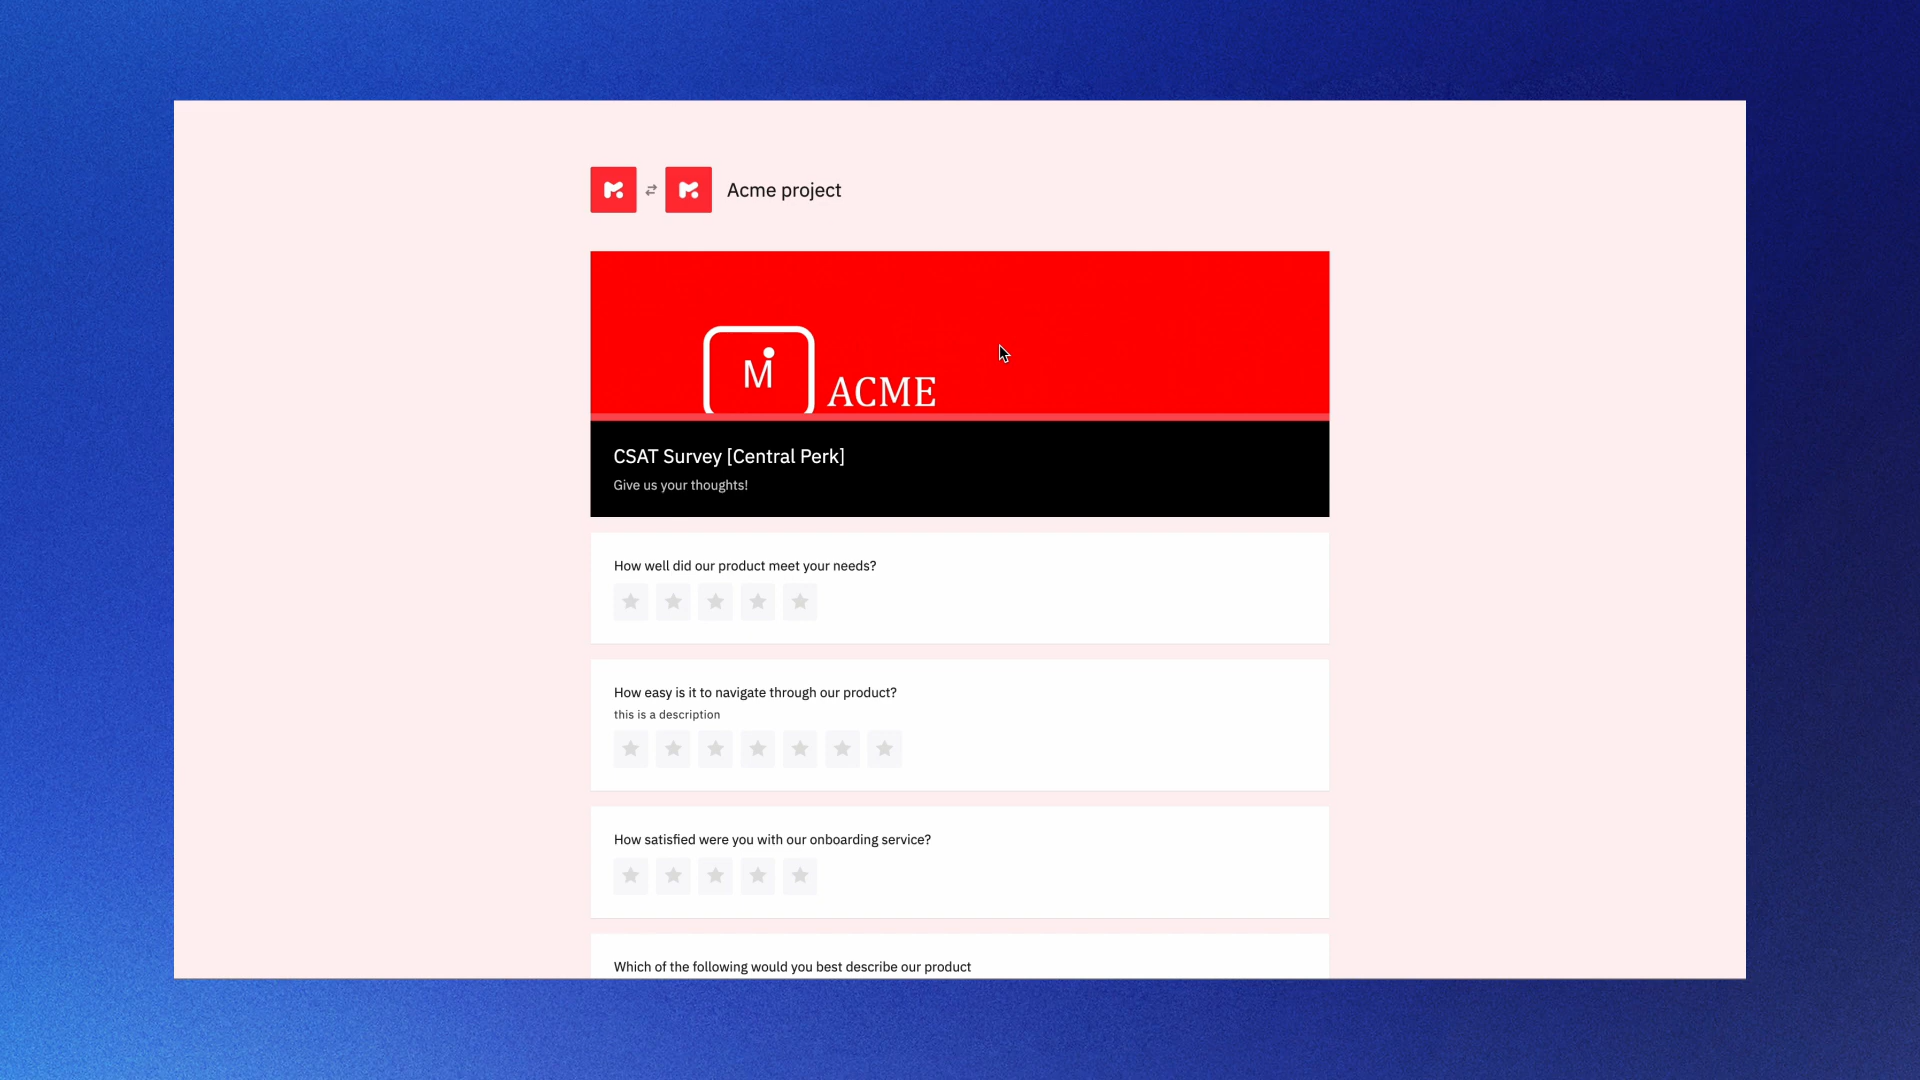 Acme project
M
ACME
CSAT Survey [Central Perk]
Give us your thoughts!
How well did our product meet your needs?
How easy is it to navigate through our product?
this is a description
How satisfied were you with our onboarding service?
Which of the following would you best describe our product